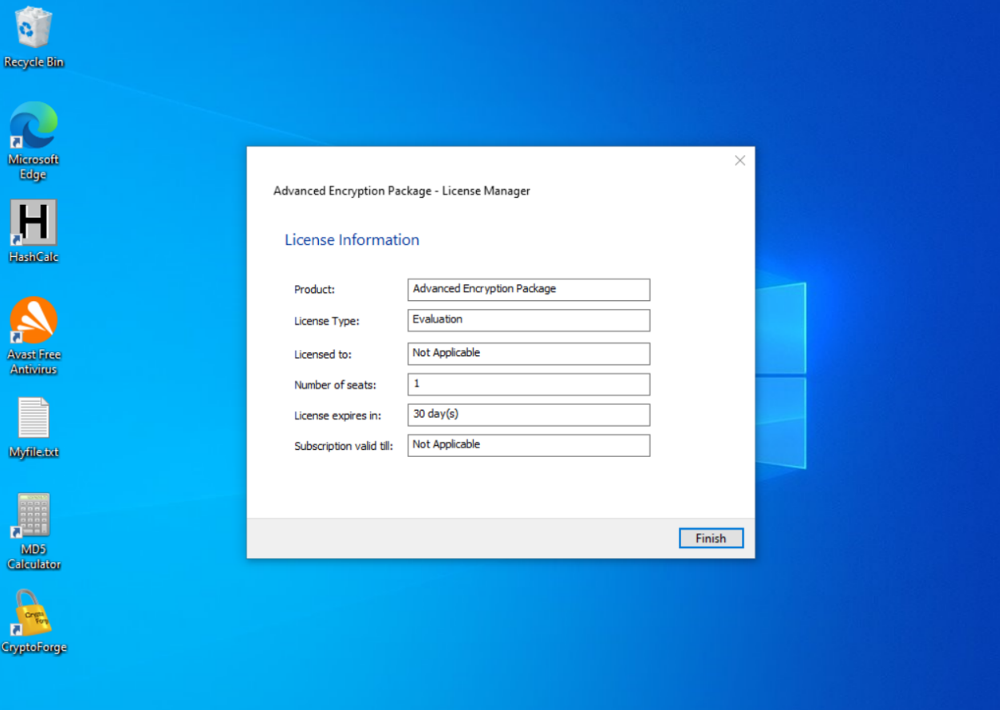 Recycle Bin
Microsoft
Edge
H
HashCalc
Avast Free
Antivirus
Myfile.txt
MD5
Calculator
Crypto
Forge
CryptoForge
Advanced Encryption Package - License Manager
License Information
Product: Advanced Encryption Package
License Type: Evaluation
Licensed to: Not Applicable
Number of seats: 1
License expires in: 30 day(s)
Subscription valid till: Not Applicable
Finish